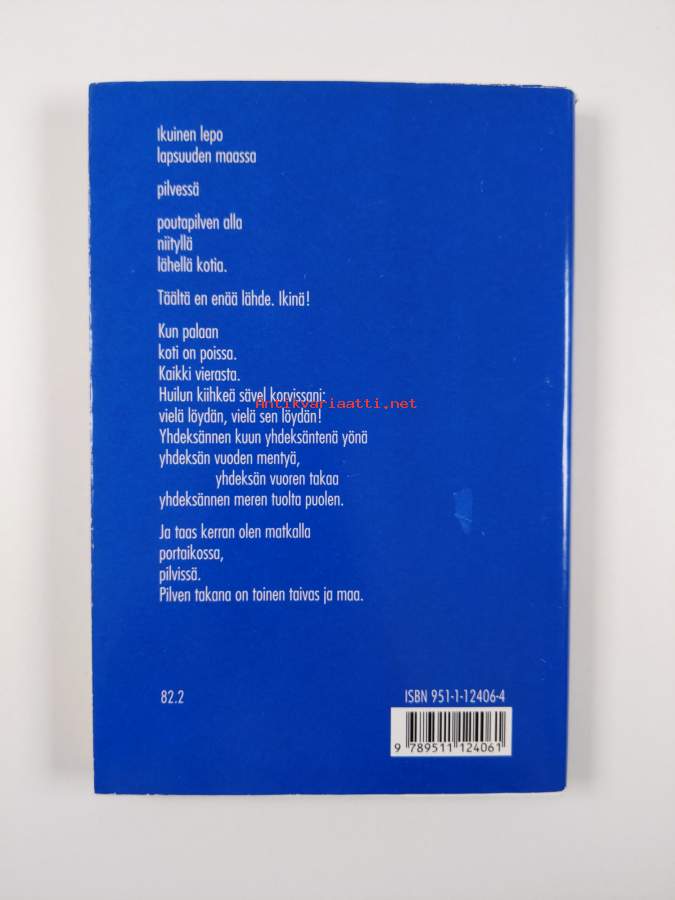 Ikuinen lepo
lapsuuden maassa
pilvessä
poutapilven alla
niityllä
lähellä kotia.
Täältä en enää lähde. Ikinä!
Kun palaan
koti on poissa.
Kaikki vierasta.
Huilun kiihkeä sävel korvissani:
Antikvariaatti.net
vielä löydän, vielä sen löydän!
Yhdeksännen kuun yhdeksäntenä yönä
yhdeksän vuoden mentyä,
yhdeksän vuoren takaa
yhdeksännen meren tuolta puolen.
Ja taas kerran olen matkalla
portaikossa,
pilvissä.
Pilven takana on toinen taivas ja maa.
82.2
ISBN 951-1-12406-4
9 789511 124061